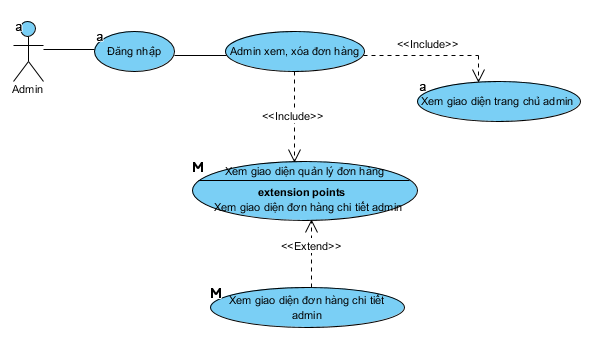 a
Admin
a
Đăng nhập
Admin xem, xóa đơn hàng
<<Include>>
a
Xem giao diện trang chủ admin
<<Include>>
M
Xem giao diện quản lý đơn hàng
extension points
Xem giao diện đơn hàng chi tiết admin
<<Extend>>
M
Xem giao diện đơn hàng chi tiết
admin